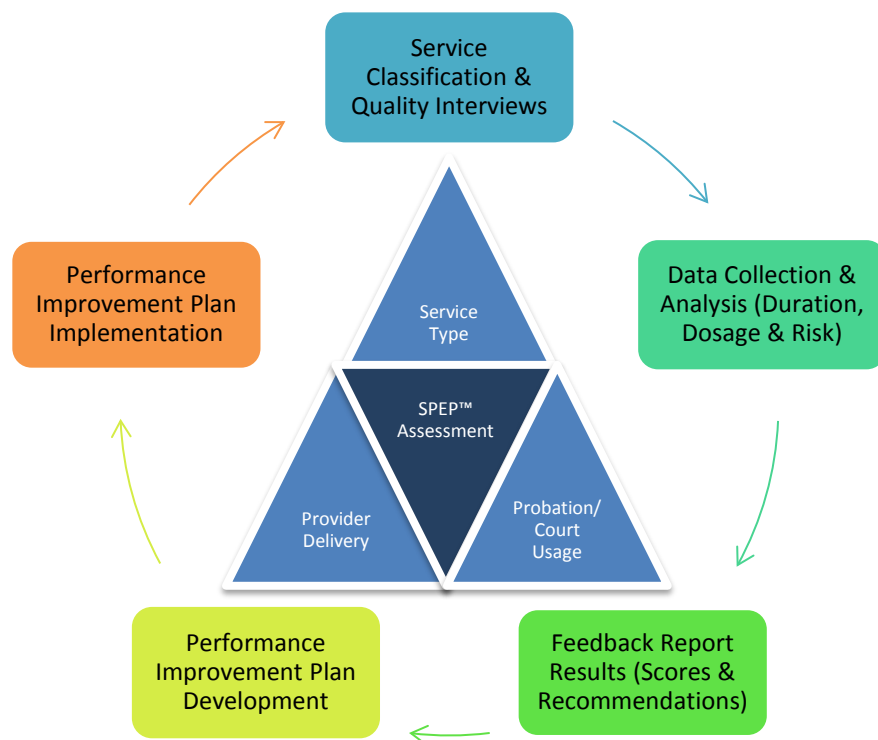 Service
Classification &
Quality Interviews
Performance
Improvement Plan
Implementation
Data Collection &
Analysis (Duration,
Dosage & Risk)
Service
Type
SPEP™
Assessment
Provider
Delivery
Probation/
Court
Usage
Performance
Improvement Plan
Development
Feedback Report
Results (Scores &
Recommendations)